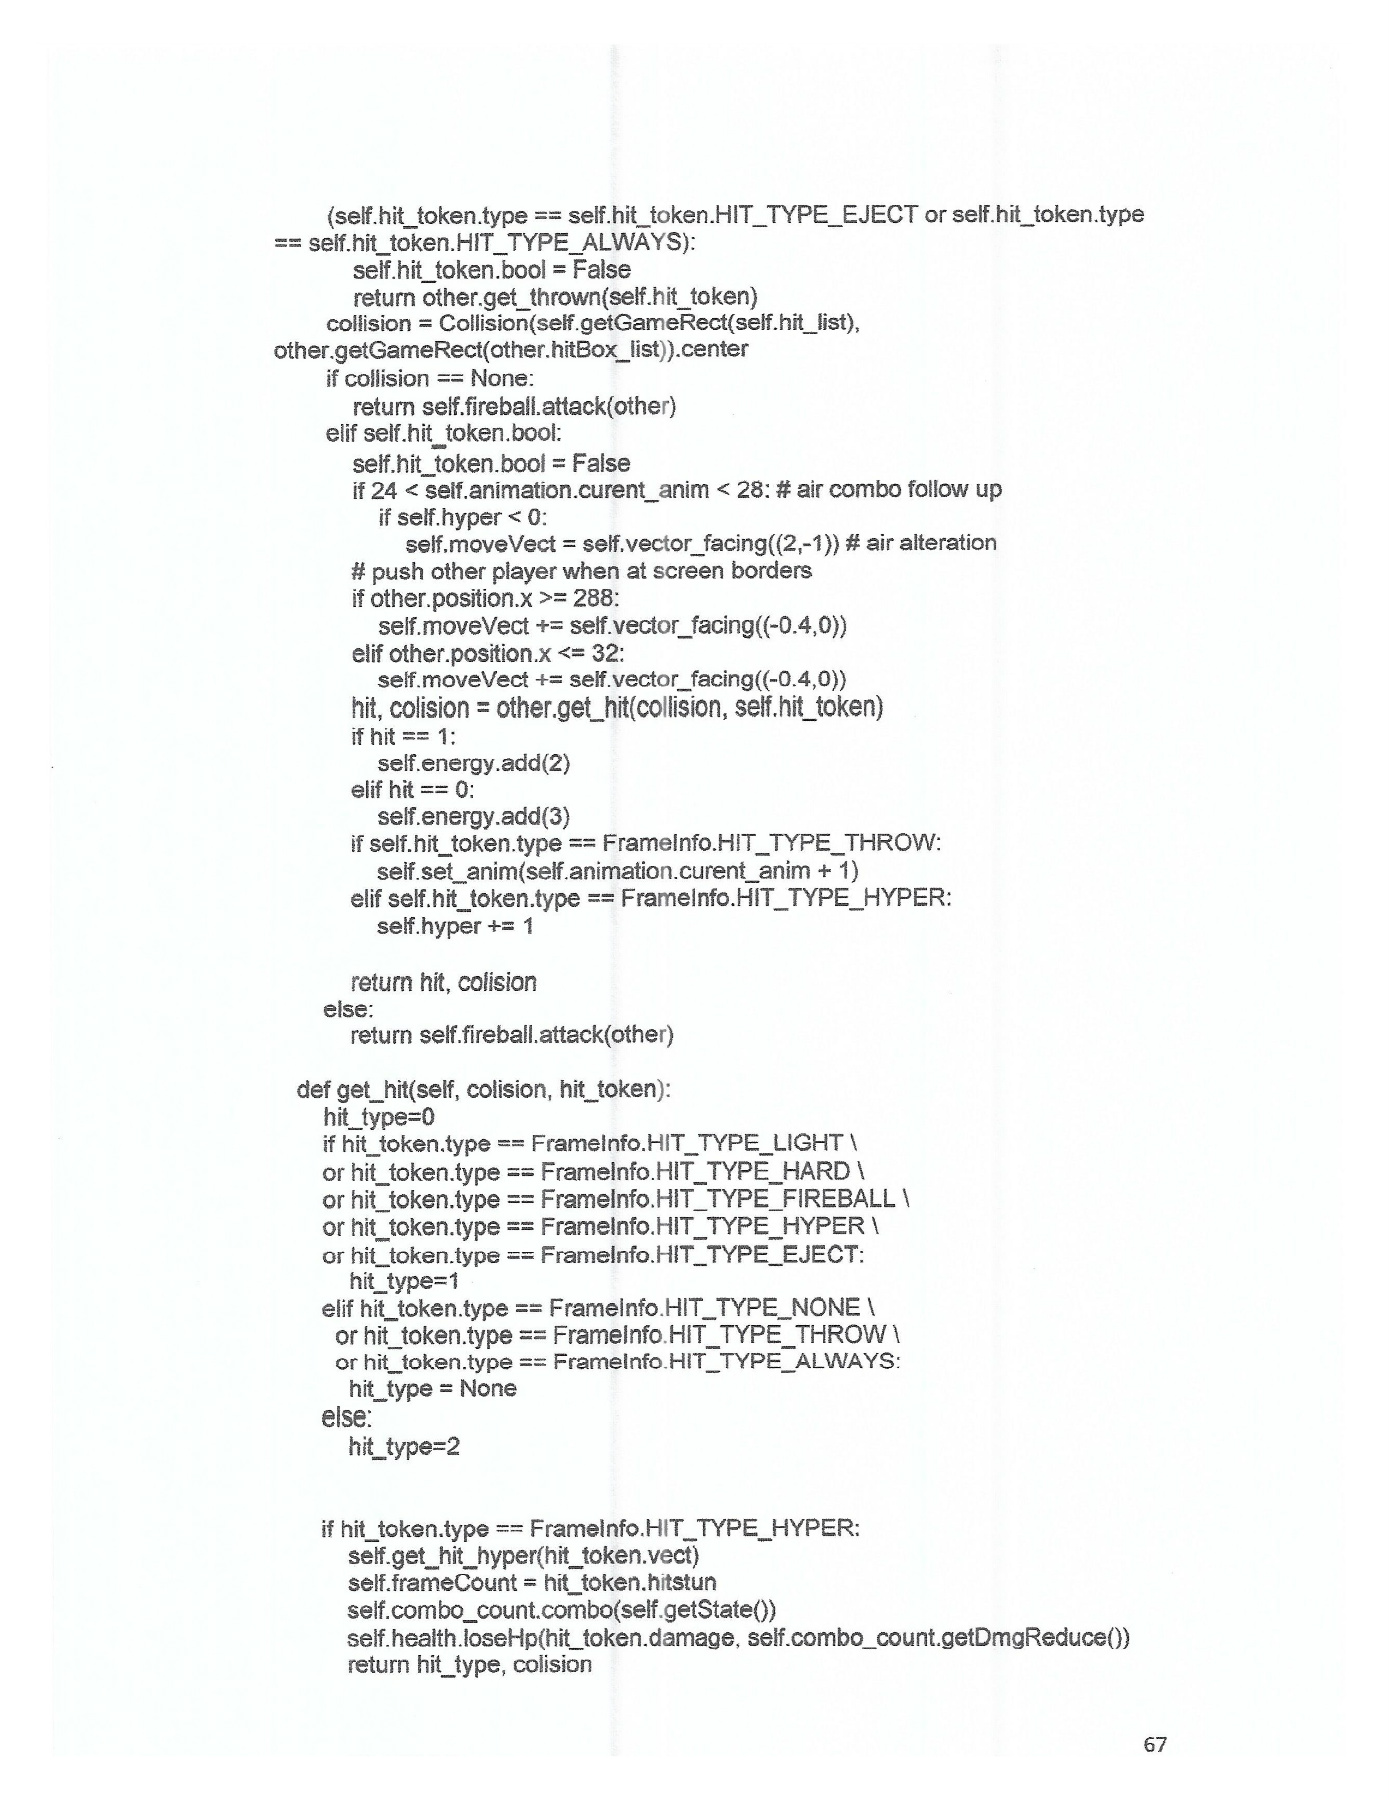 (self.hit_token.type == self.hit_token.HIT_TYPE_EJECT or self.hit_token.type
== self.hit_token.HIT_TYPE_ALWAYS):
self.hit_token.bool = False
return other.get_thrown(self.hit_token)
collision = Collision(self.getGameRect(self.hit_list),
other.getGameRect(other.hitBox_list)).center
if collision == None:
return self.fireball.attack(other)
elif self.hit_token.bool:
self.hit_token.bool = False
if 24 < self.animation.curent_anim < 28: # air combo follow up
if self.hyper < 0:
self.moveVect = self.vector_facing((2,-1)) # air alteration
# push other player when at screen borders
if other.position.x >= 288:
self.moveVect += self.vector_facing((-0.4,0))
elif other.position.x <= 32:
self.moveVect += self.vector_facing((-0.4,0))
hit, colision = other.get_hit(collision, self.hit_token)
if hit == 1:
self.energy.add(2)
elif hit == 0:
self.energy.add(3)
if self.hit_token.type == FrameInfo.HIT_TYPE_THROW:
self.set_anim(self.animation.curent_anim + 1)
elif self.hit_token.type == FrameInfo.HIT_TYPE_HYPER:
self.hyper += 1
return hit, colision
else:
return self.fireball.attack(other)
def get_hit(self, colision, hit_token):
hit_type=0
if hit_token.type == FrameInfo.HIT_TYPE_LIGHT \
or hit_token.type == FrameInfo.HIT_TYPE_HARD \
or hit_token.type == FrameInfo.HIT_TYPE_FIREBALL \
or hit_token.type == FrameInfo.HIT_TYPE_HYPER \
or hit_token.type == FrameInfo.HIT_TYPE_EJECT:
hit_type=1
elif hit_token.type == FrameInfo.HIT_TYPE_NONE \
or hit_token.type == FrameInfo.HIT_TYPE_THROW \
or hit_token.type == FrameInfo.HIT_TYPE_ALWAYS:
hit_type = None
else:
hit_type=2
if hit_token.type == FrameInfo.HIT_TYPE_HYPER:
self.get_hit_hyper(hit_token.vect)
self.frameCount = hit_token.hitstun
self.combo_count.combo(self.getState())
self.health.loseHp(hit_token.damage, self.combo_count.getDmgReduce())
return hit_type, colision
67